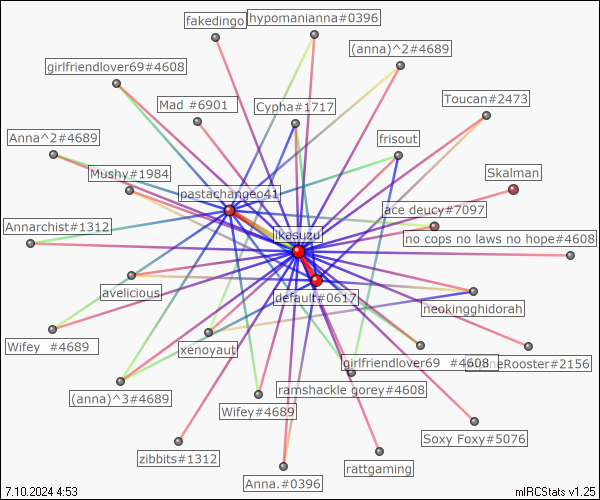 fakedingo
hypomanianna#0396
(anna)^2#4689
girlfriendlover69#4608
Mad #6901
Cypha#1717
Toucan#2473
Anna^2#4689
frisout
Mushy#1984
Skalman
pastachangeo41
ace deucy#7097
Annarchist#1312
likesuzu
no cops no laws no hope#4608
avelicious
default#0617
neokingghidorah
Wifey #4689
xenoyaut
girlfriendlover69 #4608
neRooster#2156
(anna)^3#4689
ramshackle gorey#4608
Wifey#4689
Soxy Foxy#5076
zibbits#1312
rattgaming
Anna.#0396
7.10.2024 4:53
mIRCStats v1.25